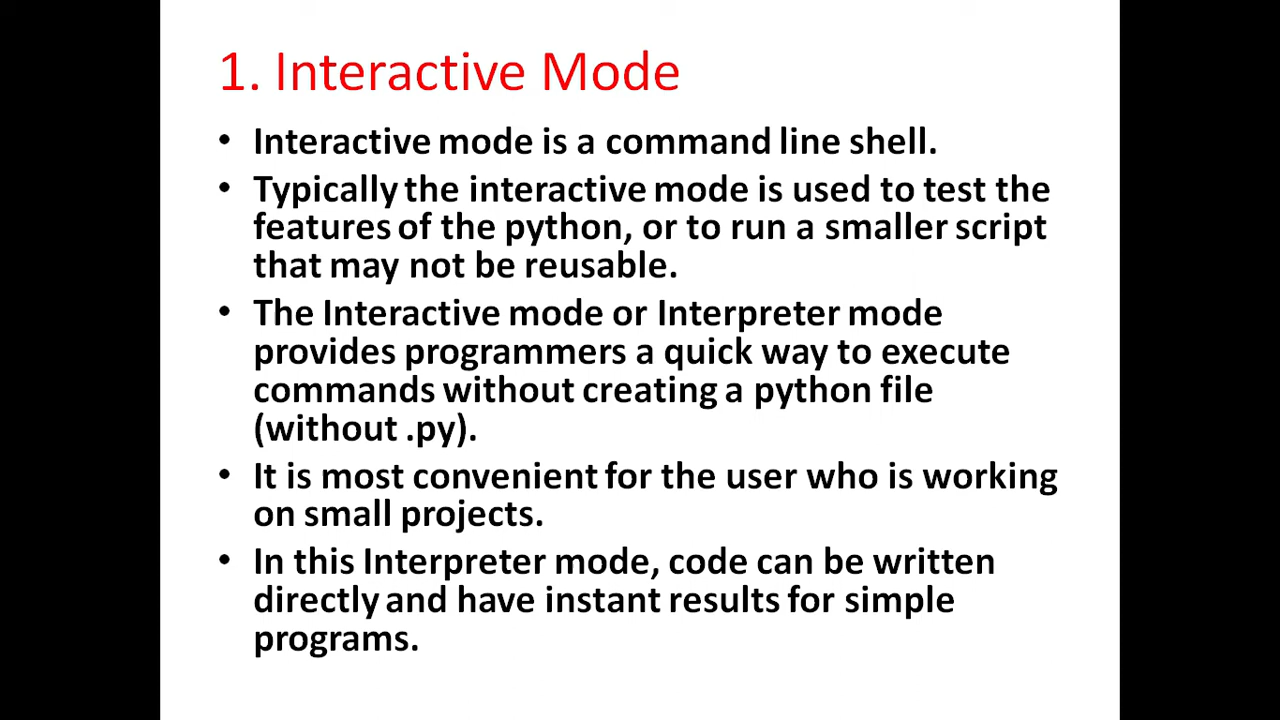 1. Interactive Mode
• Interactive mode is a command line shell.
• Typically the interactive mode is used to test the
features of the python, or to run a smaller script
that may not be reusable.
• The Interactive mode or Interpreter mode
provides programmers a quick way to execute
commands without creating a python file
(without .py).
• It is most convenient for the user who is working
on small projects.
• In this Interpreter mode, code can be written
directly and have instant results for simple
programs.